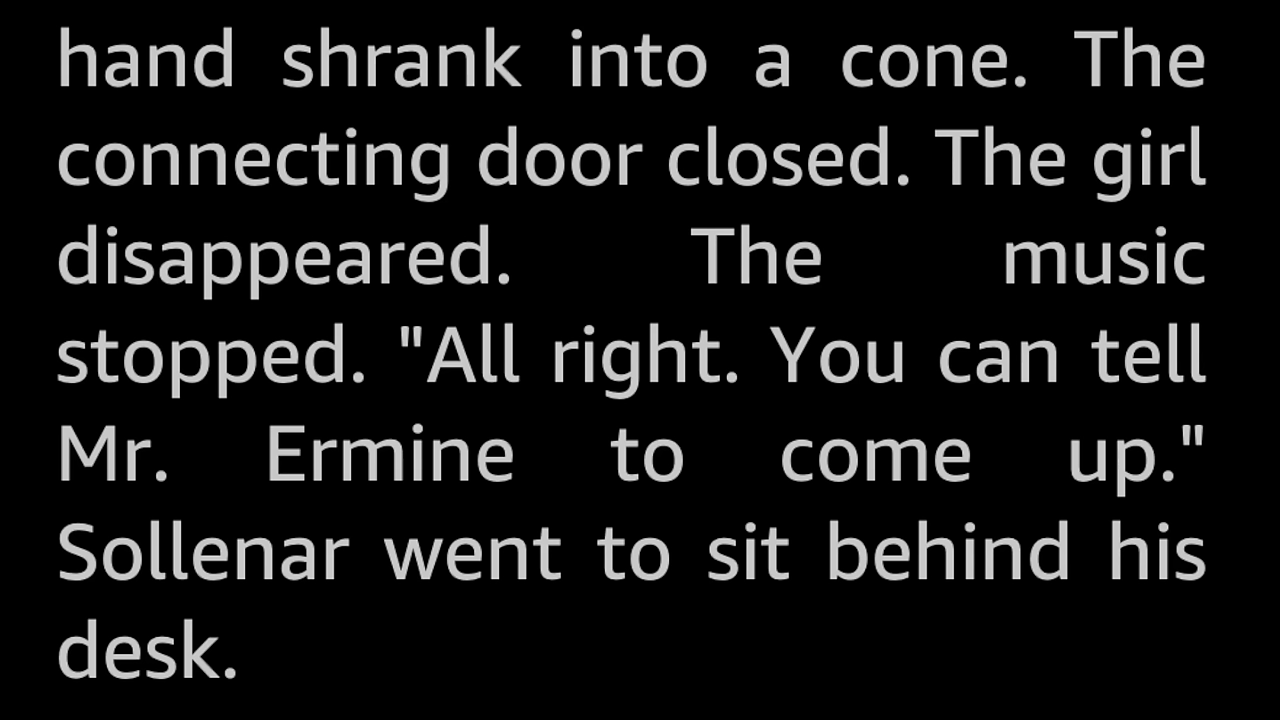 hand shrank into a cone. The
connecting door closed. The girl
disappeared. The music
stopped. "All right. You can tell
Mr. Ermine to come up."
Sollenar went to sit behind his
desk.